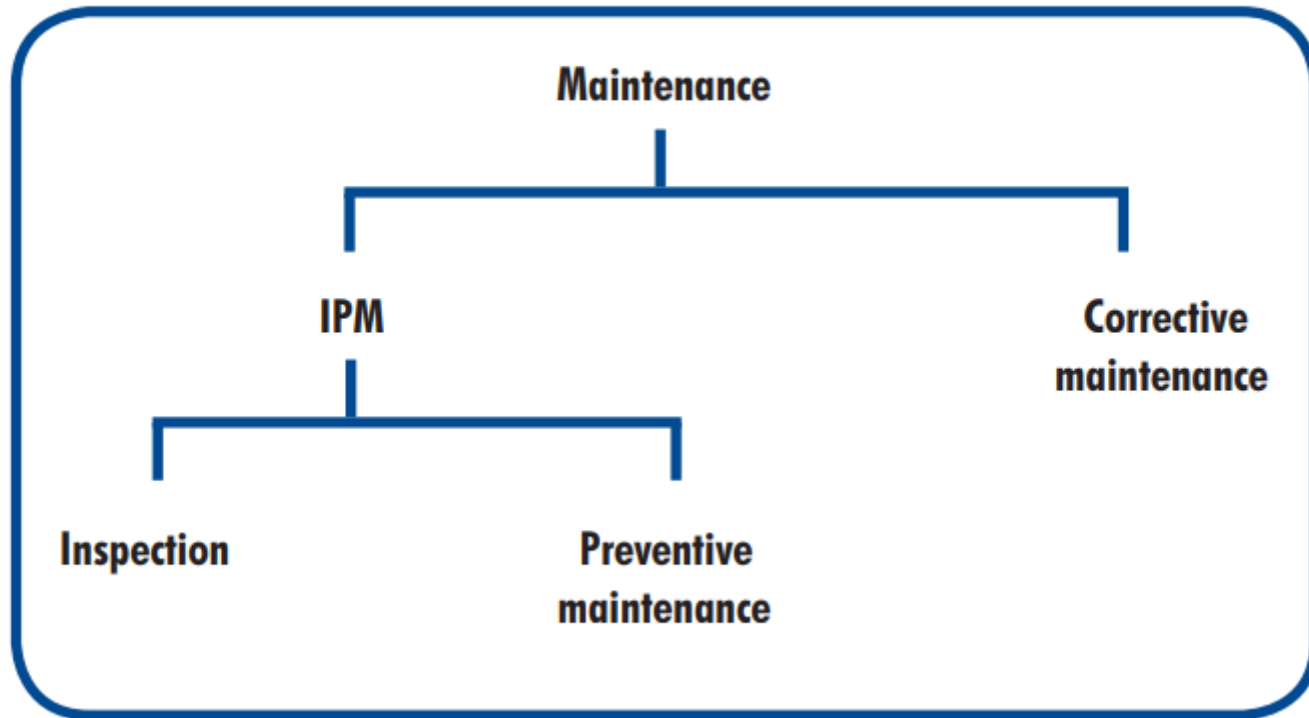 Maintenance
IPM
Corrective
maintenance
Inspection
Preventive
maintenance